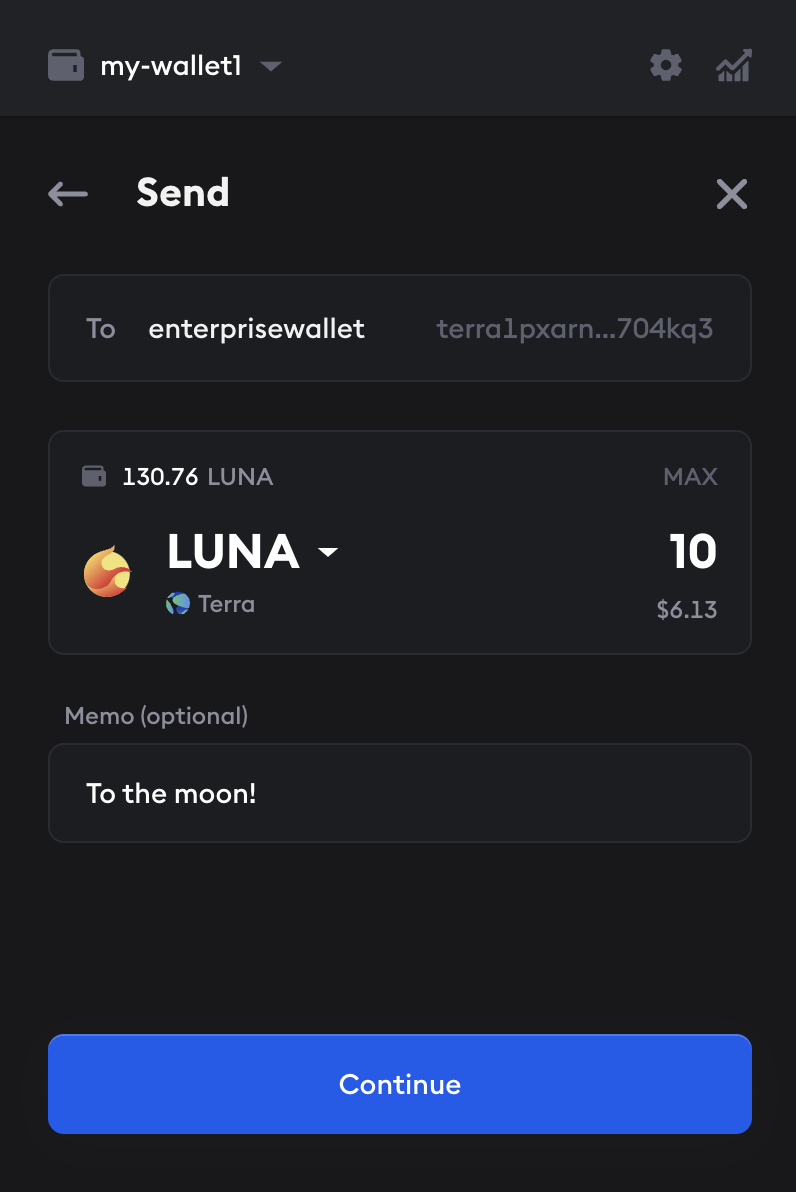 my-wallet1
Send
To enterprisewallet terra1pxarn...704kq3
130.76 LUNA MAX
LUNA 10
Terra $6.13
Memo (optional)
To the moon!
Continue